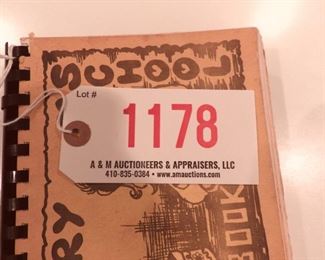 Lot #
1178
A & M AUCTIONEERS & APPRAISERS, LLC
410-835-0384 • www.amauctions.com
SCHOOL
RY
BOOK